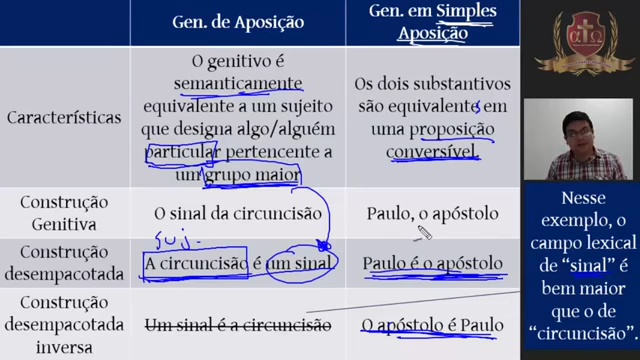 Gen. de Aposição
Gen. em Simples
Aposição
Características
O genitivo é
semanticamente
equivalente a um sujeito
que designa algo/alguém
particular pertencente a
um grupo maior
Os dois substantivos
são equivalentes em
uma proposição
conversível.
Construção
Genitiva
O sinal da circuncisão
Paulo, o apóstolo
suj.
Construção
desempacotada
A circuncisão é um sinal
Paulo é o apóstolo
Construção
desempacotada
inversa
Um sinal é a circuncisão
O apóstolo é Paulo
α Ω
Nesse
exemplo, o
campo lexical
de “sinal” é
bem maior
que o de
“circuncisão”.